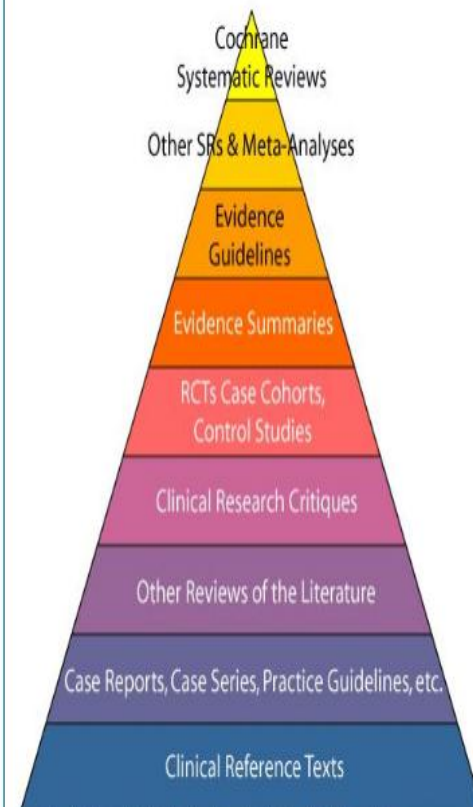 Cochrane
Systematic Reviews
Other SRs & Meta-Analyses
Evidence
Guidelines
Evidence Summaries
RCTs Case Cohorts,
Control Studies
Clinical Research Critiques
Other Reviews of the Literature
Case Reports, Case Series, Practice Guidelines, etc.
Clinical Reference Texts